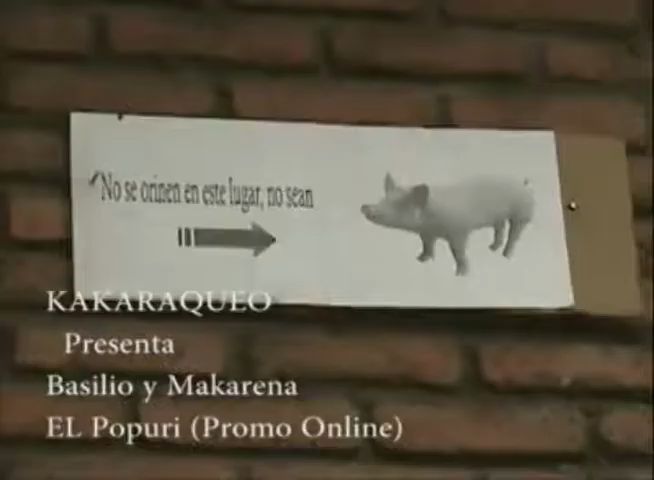 No se orinen en este lugar, no sean
KAKARAQUEO
Presenta
Basilio y Makarena
EL Popuri (Promo Online)